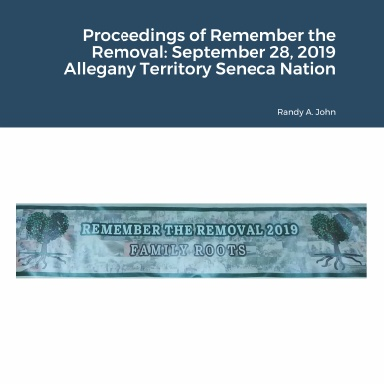 Proceedings of Remember the
Removal: September 28, 2019
Allegany Territory Seneca Nation
Randy A. John
REMEMBER THE REMOVAL 2019
FAMILY ROOTS